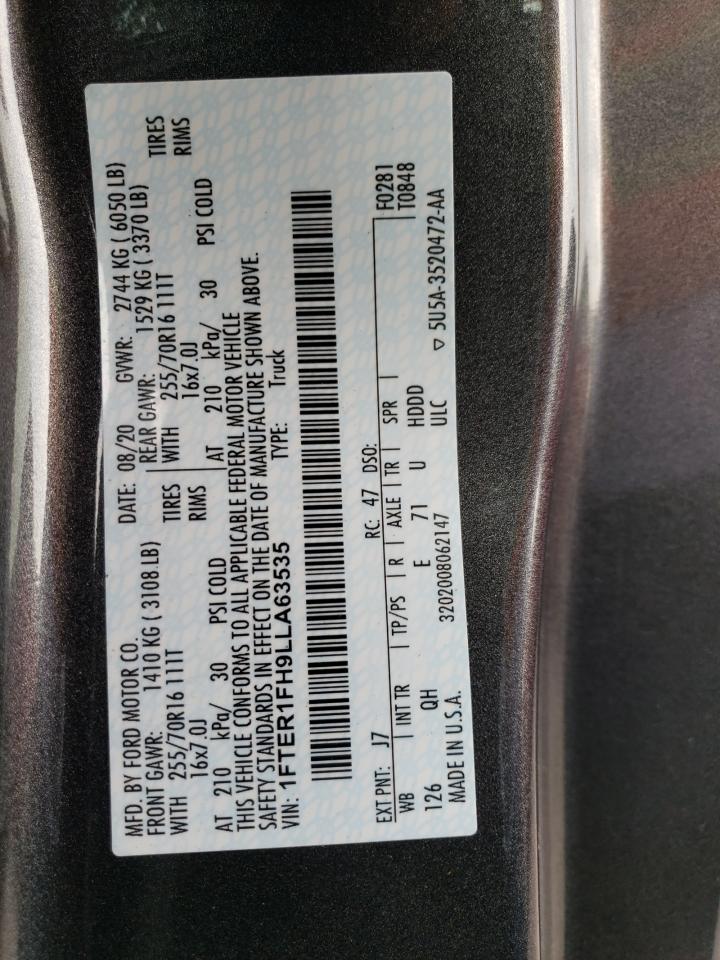 MFD. BY FORD MOTOR CO. DATE: 08/20 GVWR: 2744 KG ( 6050 LB)
FRONT GAWR: 1410 KG ( 3108.LB) REAR GAWR: 1529 KG ( 3370 LB)
WITH 255/70R16 111T TIRES WITH 255/70R16 111T TIRES
16x7.0J RIMS 16x7.0J RIMS
AT 210 kPa/ 30 PSI COLD AT 210 kPa/ 30 PSI COLD
THIS VEHICLE CONFORMS TO ALL APPLICABLE FEDERAL MOTOR VEHICLE
SAFETY STANDARDS IN EFFECT ON THE DATE OF MANUFACTURE SHOWN ABOVE.
VIN: 1FTER1FH9LLA63535 TYPE: Truck
EXT PNT: J7 RC: 47 DSO: F0281
WB INT TR TP/PS R AXLE TR SPR T0848
126 QH E 71 U HDDD
MADE IN U.S.A. 3202008062147 ULC ▽ 5U5A-3520472-AA